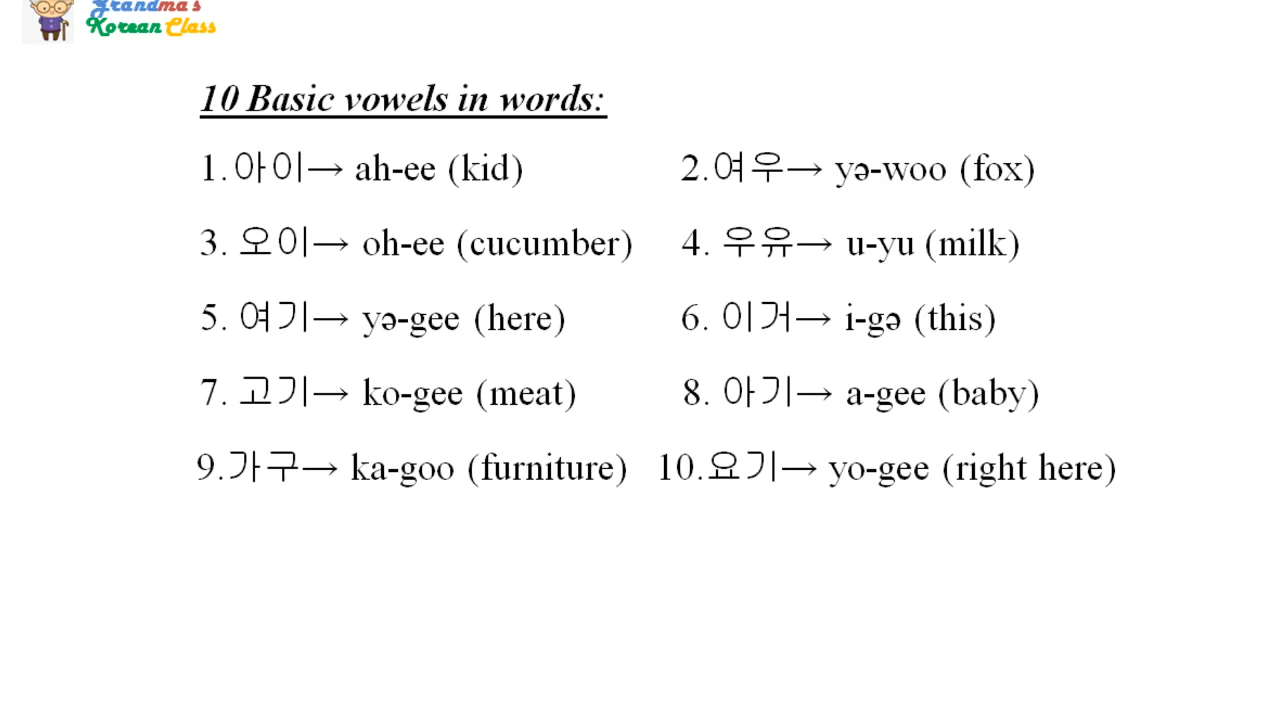 Grandma's
Korean Class
10 Basic vowels in words:
1.아이→ ah-ee (kid) 2.여우→ yə-woo (fox)
3. 오이→ oh-ee (cucumber) 4. 우유→ u-yu (milk)
5. 여기→ yə-gee (here) 6. 이거→ i-gə (this)
7. 고기→ ko-gee (meat) 8. 아기→ a-gee (baby)
9.가구→ ka-goo (furniture) 10.요기→ yo-gee (right here)